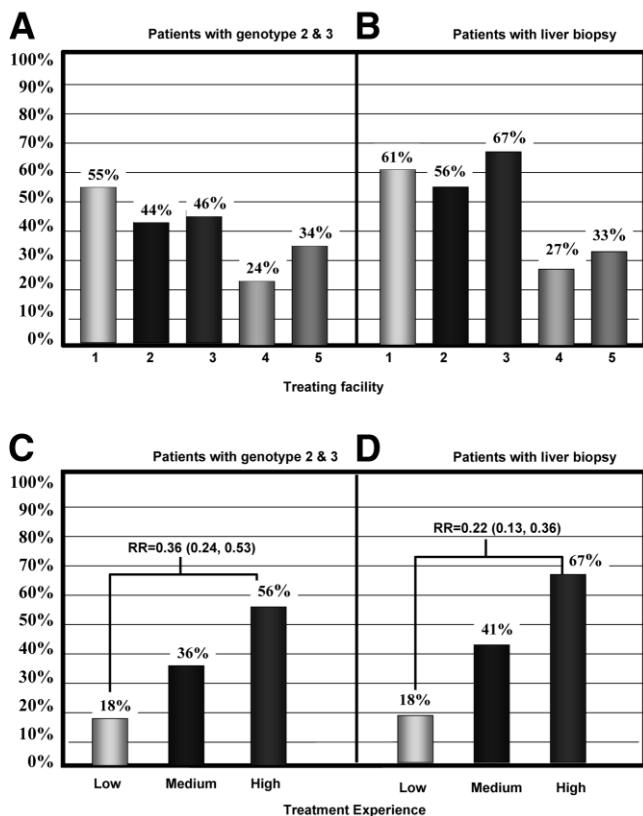 A Patients with genotype 2 & 3 B Patients with liver biopsy
100%
90%
80%
70%
60%
50%
40%
30%
20%
10%
0%
55% 44% 46% 24% 34% 61% 56% 67% 27% 33%
1 2 3 4 5 1 2 3 4 5
Treating facility
C Patients with genotype 2 & 3 D Patients with liver biopsy
100%
90%
80%
70%
60%
50%
40%
30%
20%
10%
0%
RR=0.36 (0.24, 0.53) RR=0.22 (0.13, 0.36)
18% 36% 56% 18% 41% 67%
Low Medium High Low Medium High
Treatment Experience